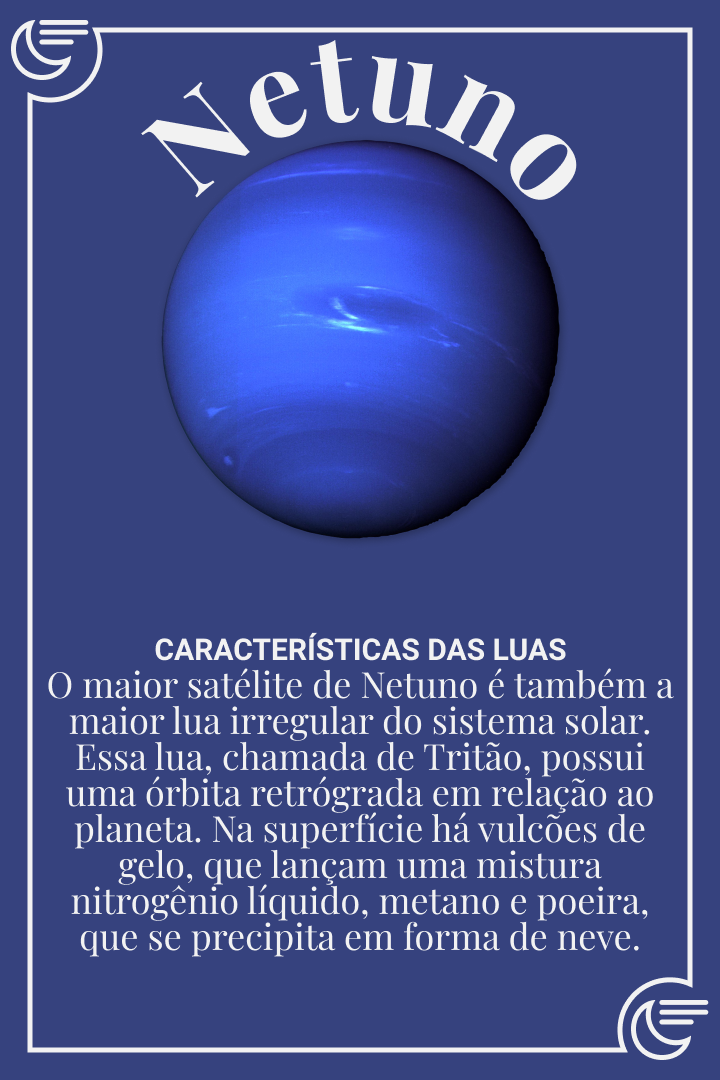 Netuno
CARACTERÍSTICAS DAS LUAS
O maior satélite de Netuno é também a
maior lua irregular do sistema solar.
Essa lua, chamada de Tritão, possui
uma órbita retrógrada em relação ao
planeta. Na superfície há vulcões de
gelo, que lançam uma mistura
nitrogênio líquido, metano e poeira,
que se precipita em forma de neve.